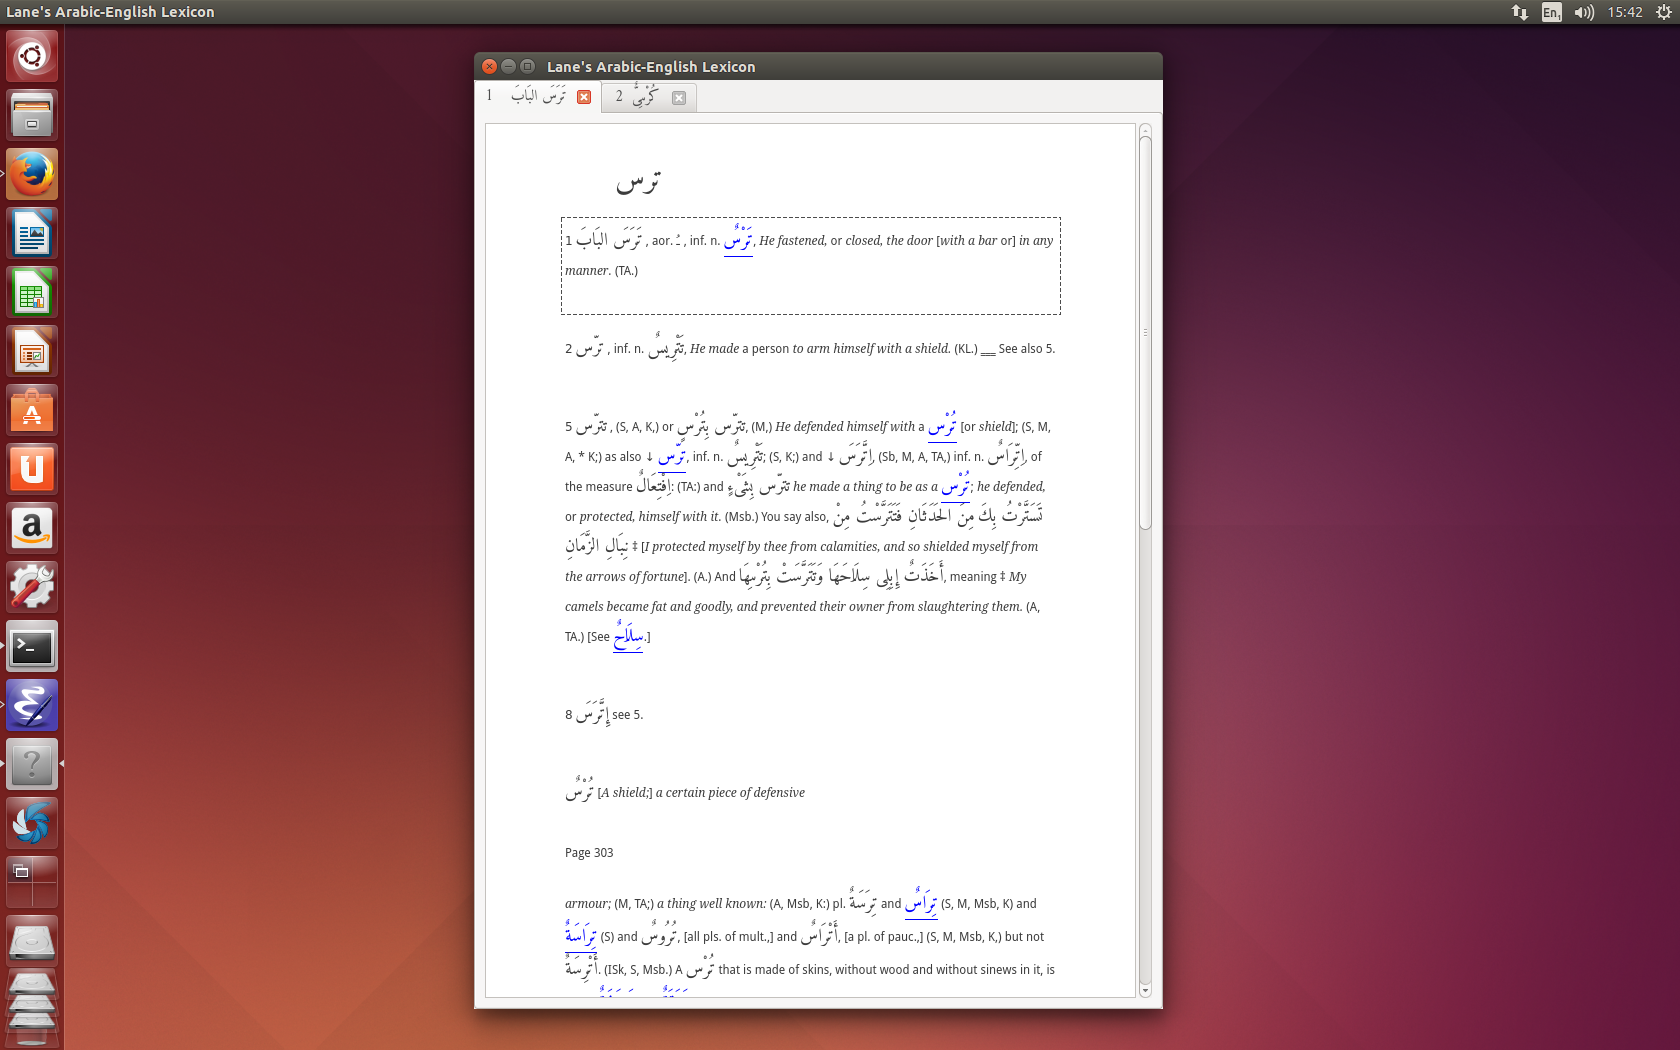 Lane's Arabic-English Lexicon
En₁ 15:42
Lane's Arabic-English Lexicon
1 تَرَسَ البَابَ
2 كُرْسِىٌّ
ترس
1 تَرَسَ البَابَ , aor. ـُ , inf. n. تَرْسٌ, He fastened, or closed, the door [with a bar or] in any
manner. (TA.)
2 ترّس , inf. n. تَتْرِيسٌ, He made a person to arm himself with a shield. (KL.) ___ See also 5.
5 تترّس , (S, A, K,) or تترّس بِتُرْسٍ, (M,) He defended himself with a تُرْس [or shield]; (S, M,
A, * K;) as also ↓ ترّس, inf. n. تَتْرِيسٌ; (S, K;) and ↓ اِتَّرَسَ, (Sb, M, A, TA,) inf. n. اِتِّرَاسٌ, of
the measure اِفْتِعَالٌ: (TA:) and تترّس بِشَىْءٍ he made a thing to be as a تُرْس; he defended,
or protected, himself with it. (Msb.) You say also, تَسَتَّرْتُ بِكَ مِنَ الحَدَثَانِ فَتَتَرَّسْتُ مِنْ
نِبَالِ الزَّمَانِ ‡ [I protected myself by thee from calamities, and so shielded myself from
the arrows of fortune]. (A.) And أَخَذَتْ إِبِلِى سِلَاحَهَا وَتَتَرَّسَتْ بِتُرْسِهَا, meaning ‡ My
camels became fat and goodly, and prevented their owner from slaughtering them. (A,
TA.) [See سِلَاحٌ.]
8 إِتَّرَسَ see 5.
تُرْسٌ [A shield;] a certain piece of defensive
Page 303
armour; (M, TA;) a thing well known: (A, Msb, K:) pl. تِرَسَةٌ and تِرَاسٌ (S, M, Msb, K) and
تِرَاسَةٌ (S) and تُرُوسٌ, [all pls. of mult.,] and أَتْرَاسٌ, [a pl. of pauc.,] (S, M, Msb, K,) but not
أَتْرِسَةٌ. (ISk, S, Msb.) A تُرْس that is made of skins, without wood and without sinews in it, is